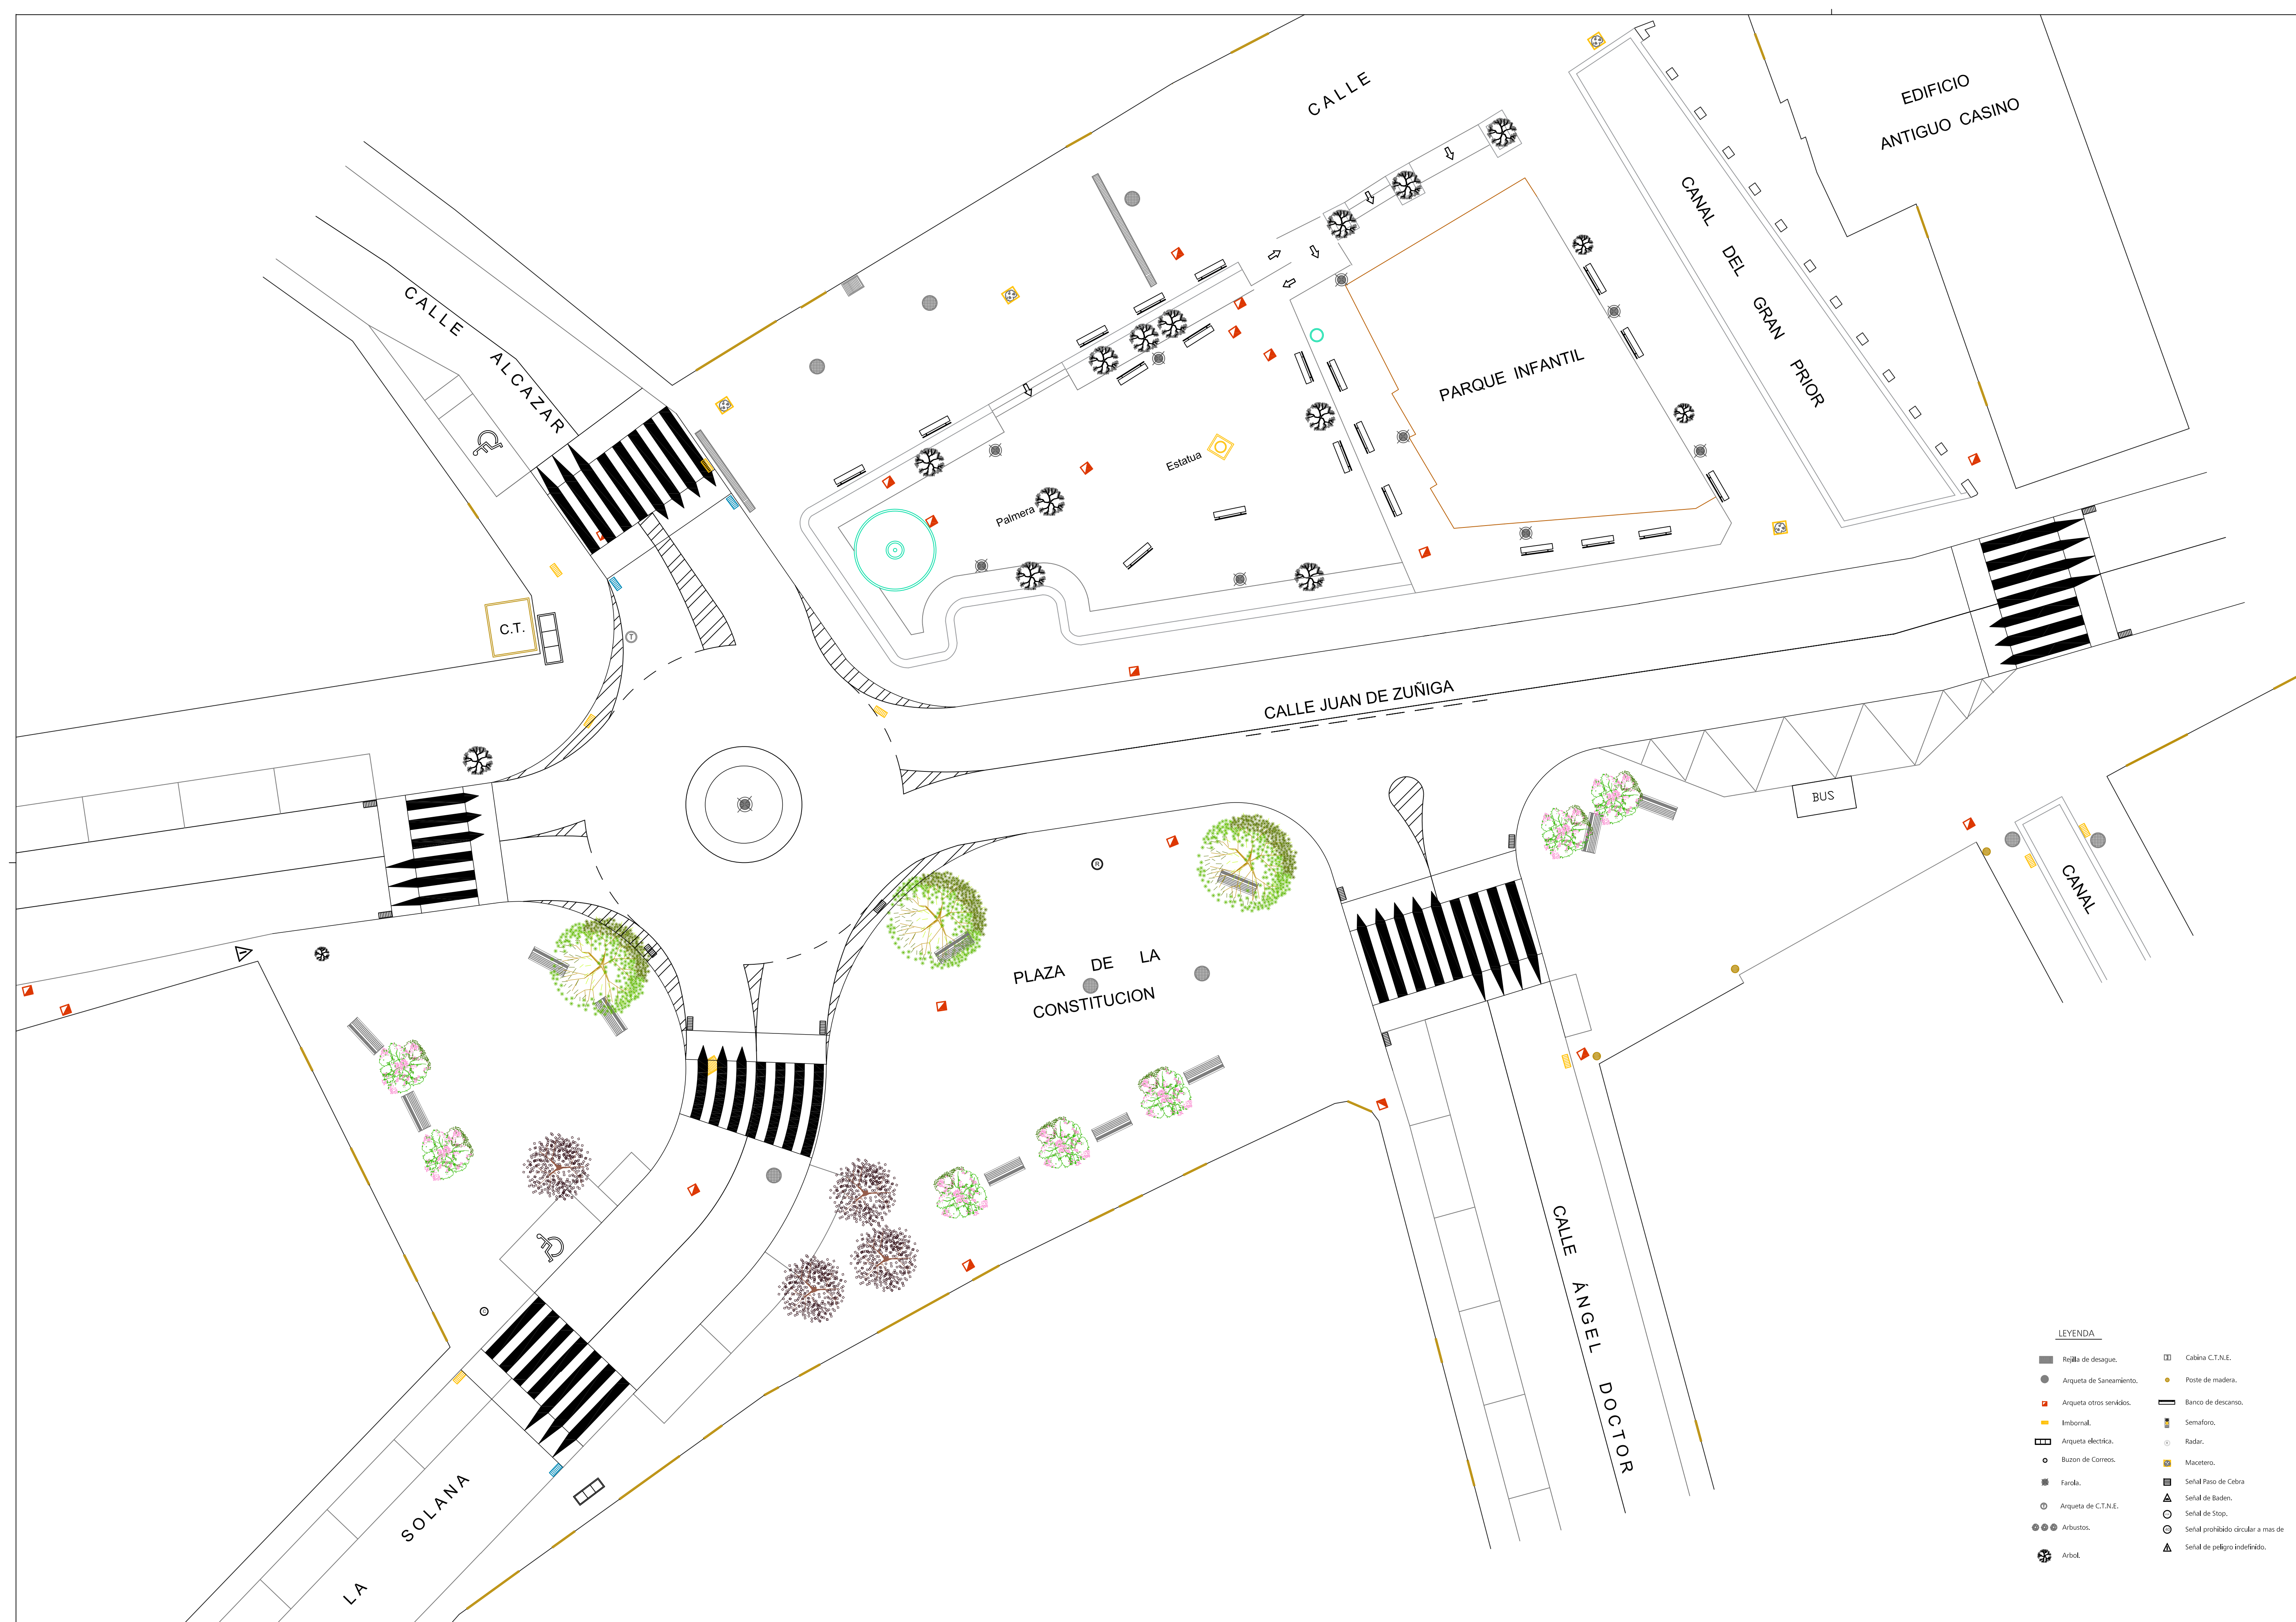 CALLE
EDIFICIO
ANTIGUO CASINO
CANAL DEL GRAN PRIOR
CALLE ALCAZAR
PARQUE INFANTIL
Estatua
Palmera
C.T.
T
CALLE JUAN DE ZUÑIGA
BUS
R
CANAL
PLAZA DE LA
CONSTITUCION
CALLE ÁNGEL DOCTOR
LA SOLANA
LEYENDA
Rejilla de desague.
Cabina C.T.N.E.
Arqueta de Saneamiento.
Poste de madera.
Arqueta otros servicios.
Banco de descanso.
Imbornal.
Semaforo.
Arqueta electrica.
Radar.
Buzon de Correos.
Macetero.
Farola.
Señal Paso de Cebra
Señal de Baden.
Arqueta de C.T.N.E.
Señal de Stop.
Arbustos.
Señal prohibido circular a mas de
Señal de peligro indefinido.
Arbol.